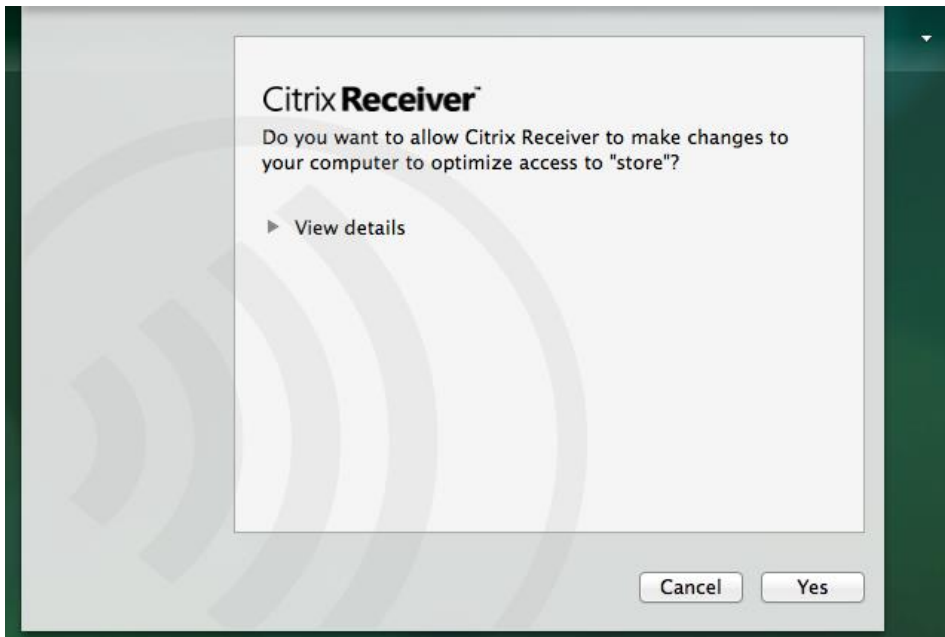 Citrix Receiver™
Do you want to allow Citrix Receiver to make changes to
your computer to optimize access to "store"?
View details
Cancel
Yes